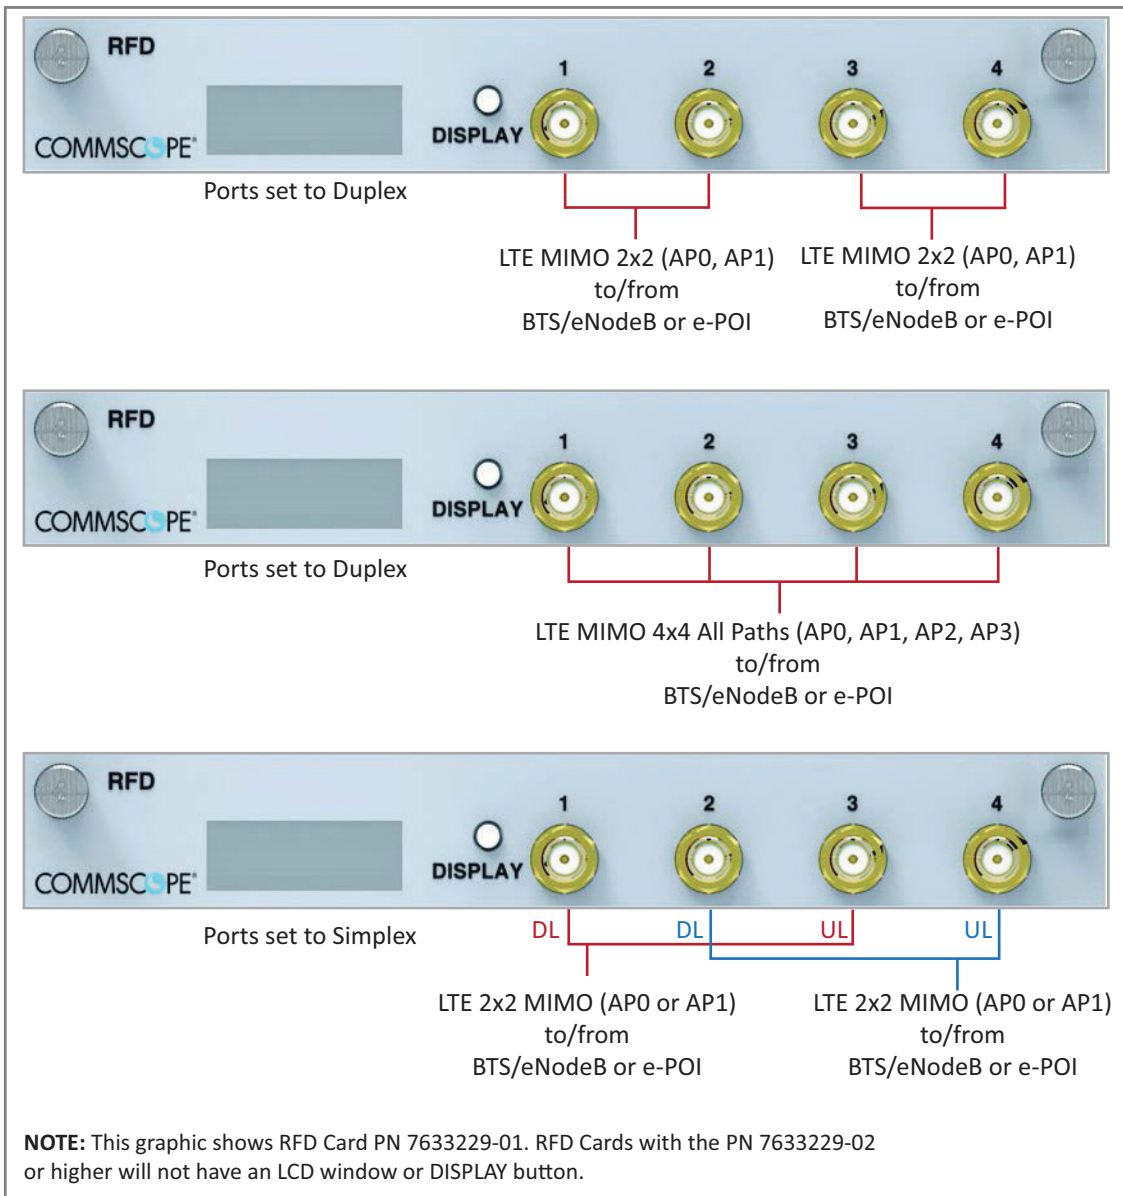 RFD
1 2 3 4
DISPLAY
COMMSCOPE®
Ports set to Duplex
LTE MIMO 2x2 (AP0, AP1)
to/from
BTS/eNodeB or e-POI
LTE MIMO 2x2 (AP0, AP1)
to/from
BTS/eNodeB or e-POI
RFD
1 2 3 4
DISPLAY
COMMSCOPE®
Ports set to Duplex
LTE MIMO 4x4 All Paths (AP0, AP1, AP2, AP3)
to/from
BTS/eNodeB or e-POI
RFD
1 2 3 4
DISPLAY
COMMSCOPE®
Ports set to Simplex
DL DL UL UL
LTE 2x2 MIMO (AP0 or AP1)
to/from
BTS/eNodeB or e-POI
LTE 2x2 MIMO (AP0 or AP1)
to/from
BTS/eNodeB or e-POI
NOTE: This graphic shows RFD Card PN 7633229-01. RFD Cards with the PN 7633229-02
or higher will not have an LCD window or DISPLAY button.